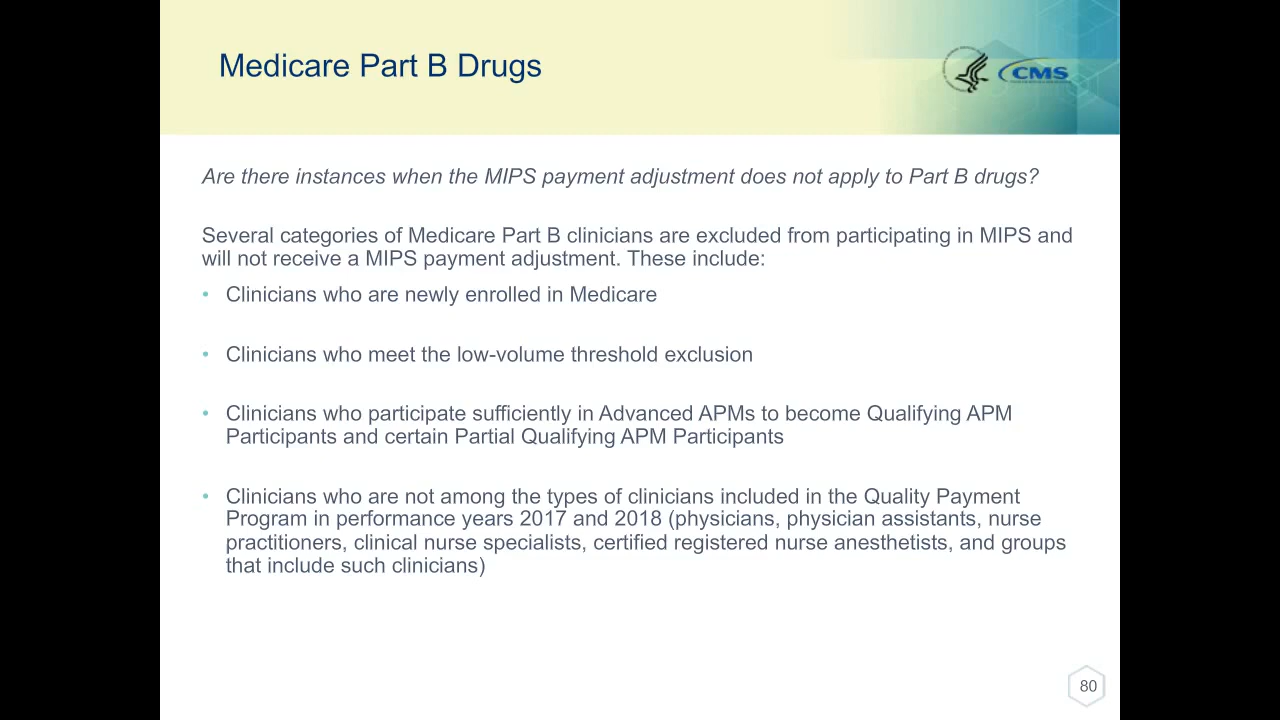 Medicare Part B Drugs
CMS
Are there instances when the MIPS payment adjustment does not apply to Part B drugs?
Several categories of Medicare Part B clinicians are excluded from participating in MIPS and
will not receive a MIPS payment adjustment. These include:
• Clinicians who are newly enrolled in Medicare
• Clinicians who meet the low-volume threshold exclusion
• Clinicians who participate sufficiently in Advanced APMs to become Qualifying APM
Participants and certain Partial Qualifying APM Participants
• Clinicians who are not among the types of clinicians included in the Quality Payment
Program in performance years 2017 and 2018 (physicians, physician assistants, nurse
practitioners, clinical nurse specialists, certified registered nurse anesthetists, and groups
that include such clinicians)
80